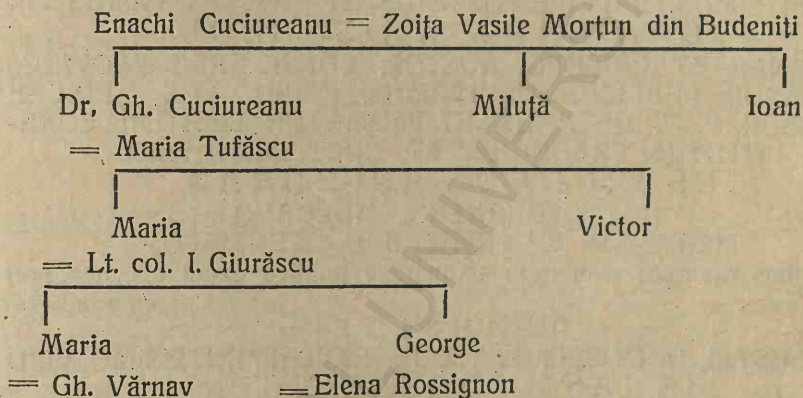 Enachi Cuciureanu = Zoița Vasile Morțun din Budeniți
Dr, Gh. Cuciureanu Miluță Ioan
= Maria Tufăscu
Maria Victor
= Lt. col. I. Giurăscu
Maria George
= Gh. Vărnav = Elena Rossignon